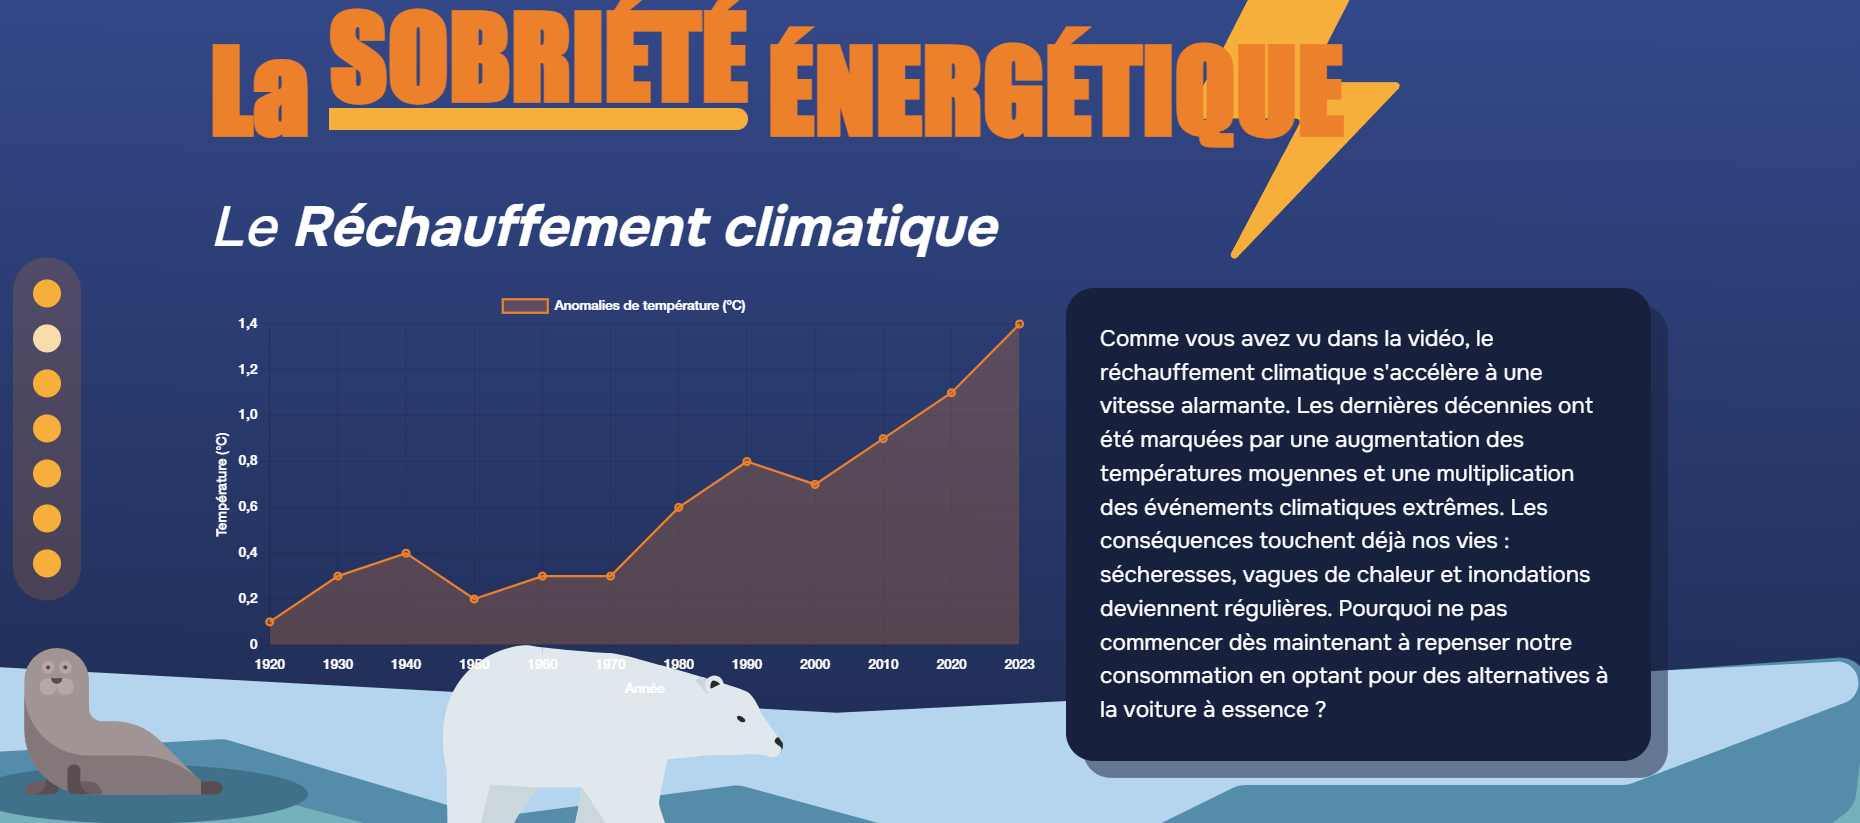 La SOBRIÉTÉ ÉNERGÉTIQUE
Le Réchauffement climatique
Anomalies de température (°C)
1,4
1,2
1,0
0,8
0,6
0,4
0,2
0
Température (°C)
1920 1930 1940 1950 1960 1970 1980 1990 2000 2010 2020 2023
Année
Comme vous avez vu dans la vidéo, le
réchauffement climatique s'accélère à une
vitesse alarmante. Les dernières décennies ont
été marquées par une augmentation des
températures moyennes et une multiplication
des événements climatiques extrêmes. Les
conséquences touchent déjà nos vies :
sécheresses, vagues de chaleur et inondations
deviennent régulières. Pourquoi ne pas
commencer dès maintenant à repenser notre
consommation en optant pour des alternatives à
la voiture à essence ?